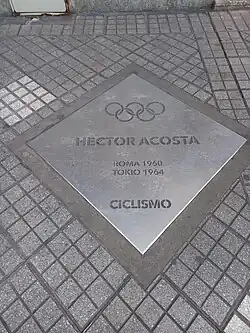 HECTOR ACOSTA
ROMA 1960
TOKIO 1964
CICLISMO